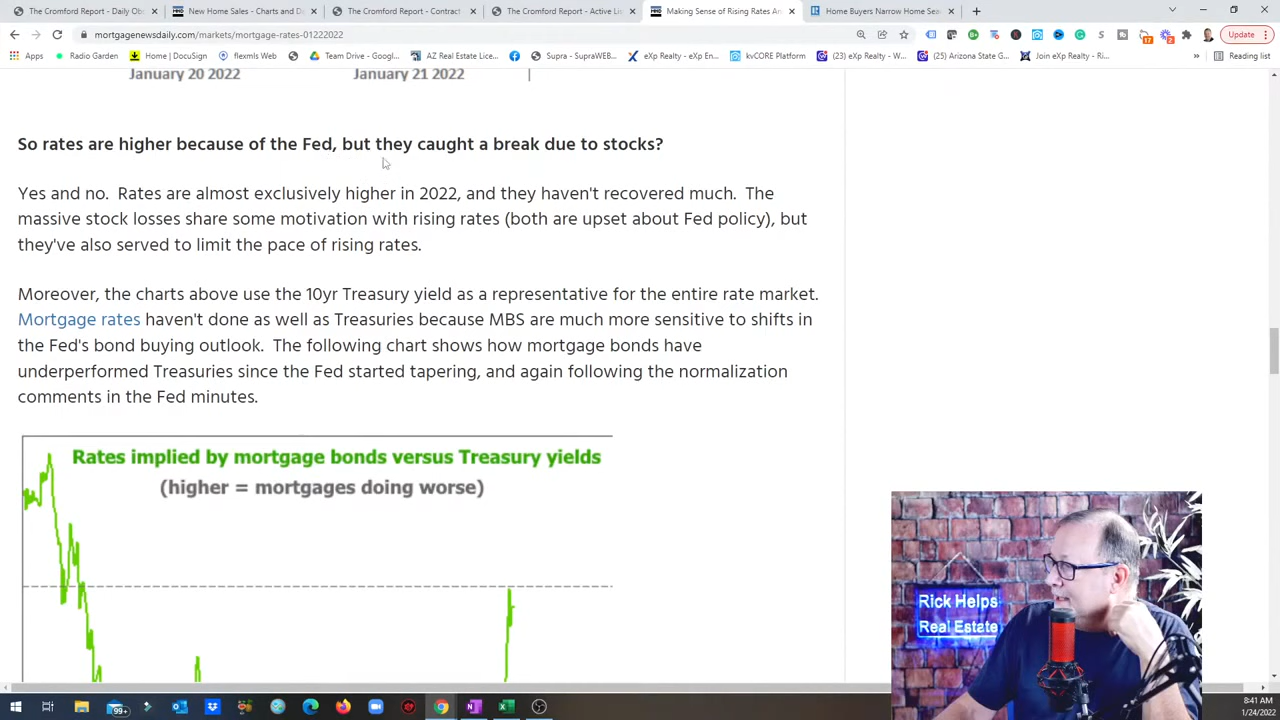 The Cromford Report - Daily Obs
New Home Sales - Charts and D
The Cromford Report - Contract
The Cromford Report - Active Li
Making Sense of Rising Rates An
Home Buyers Narrow Home Sea
mortgagenewsdaily.com/markets/mortgage-rates-01222022
Update
Apps
Radio Garden
Home | DocuSign
flexmls Web
Team Drive - Googl...
AZ Real Estate Lice...
Supra - SupraWEB...
eXp Realty - eXp En...
kvCORE Platform
(23) eXp Realty - W...
(25) Arizona State G...
Join eXp Realty - Ri...
»
Reading list
January 20 2022
January 21 2022
So rates are higher because of the Fed, but they caught a break due to stocks?
Yes and no. Rates are almost exclusively higher in 2022, and they haven't recovered much. The
massive stock losses share some motivation with rising rates (both are upset about Fed policy), but
they've also served to limit the pace of rising rates.
Moreover, the charts above use the 10yr Treasury yield as a representative for the entire rate market.
Mortgage rates haven't done as well as Treasuries because MBS are much more sensitive to shifts in
the Fed's bond buying outlook. The following chart shows how mortgage bonds have
underperformed Treasuries since the Fed started tapering, and again following the normalization
comments in the Fed minutes.
Rates implied by mortgage bonds versus Treasury yields
(higher = mortgages doing worse)
Rick Helps
Real Estate
99+
8:41 AM
1/24/2022